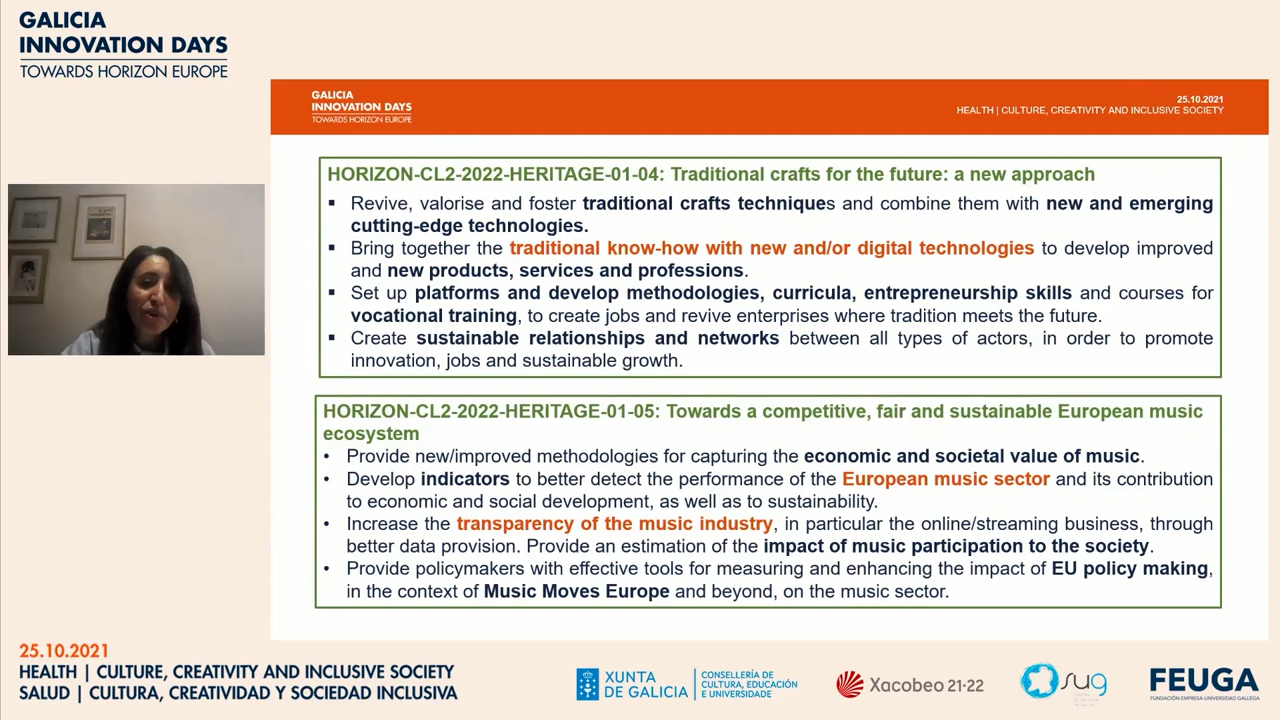 GALICIA
INNOVATION DAYS
TOWARDS HORIZON EUROPE
GALICIA
INNOVATION DAYS
TOWARDS HORIZON EUROPE
25.10.2021
HEALTH | CULTURE, CREATIVITY AND INCLUSIVE SOCIETY
HORIZON-CL2-2022-HERITAGE-01-04: Traditional crafts for the future: a new approach
▪ Revive, valorise and foster traditional crafts techniques and combine them with new and emerging
cutting-edge technologies.
▪ Bring together the traditional know-how with new and/or digital technologies to develop improved
and new products, services and professions.
▪ Set up platforms and develop methodologies, curricula, entrepreneurship skills and courses for
vocational training, to create jobs and revive enterprises where tradition meets the future.
▪ Create sustainable relationships and networks between all types of actors, in order to promote
innovation, jobs and sustainable growth.
HORIZON-CL2-2022-HERITAGE-01-05: Towards a competitive, fair and sustainable European music
ecosystem
• Provide new/improved methodologies for capturing the economic and societal value of music.
• Develop indicators to better detect the performance of the European music sector and its contribution
to economic and social development, as well as to sustainability.
• Increase the transparency of the music industry, in particular the online/streaming business, through
better data provision. Provide an estimation of the impact of music participation to the society.
• Provide policymakers with effective tools for measuring and enhancing the impact of EU policy making,
in the context of Music Moves Europe and beyond, on the music sector.
25.10.2021
HEALTH | CULTURE, CREATIVITY AND INCLUSIVE SOCIETY
SALUD | CULTURA, CREATIVIDAD Y SOCIEDAD INCLUSIVA
XUNTA
DE GALICIA
CONSELLERÍA
DE CULTURA, EDUCACIÓN
E UNIVERSIDADE
Xacobeo 21·22
sug
FEUGA
FUNDACIÓN EMPRESA-UNIVERSIDAD GALLEGA